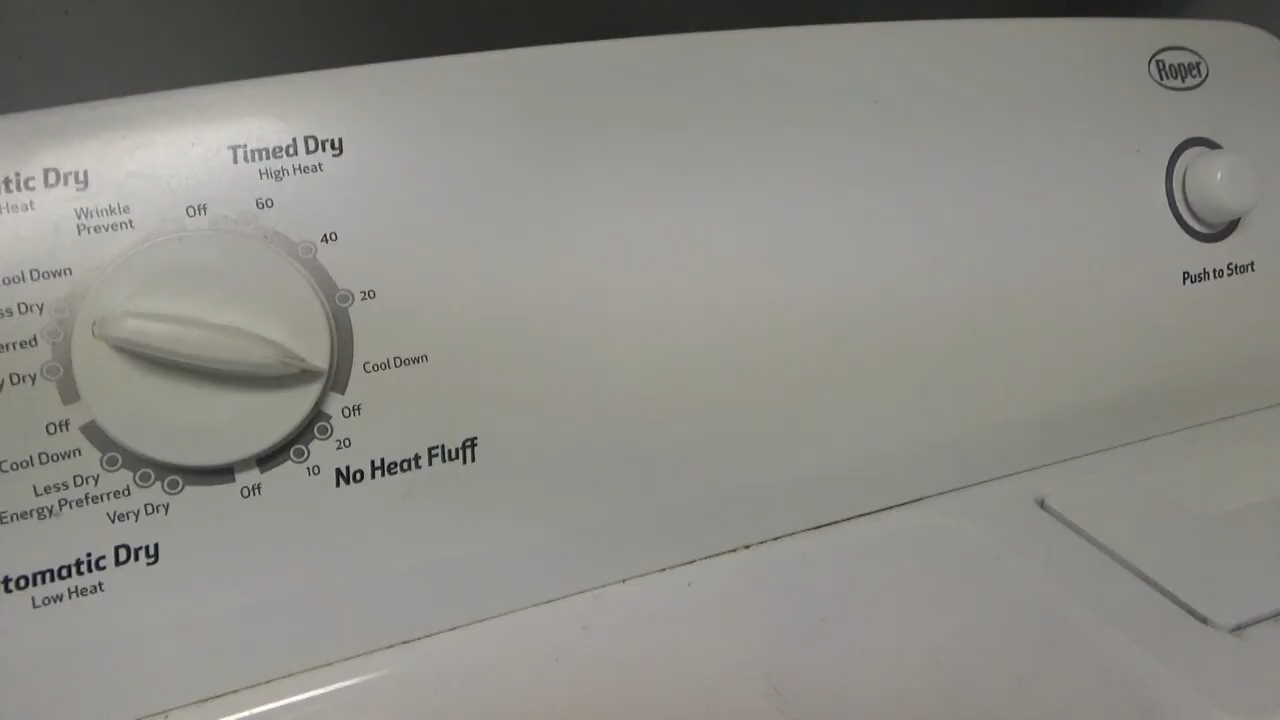 Roper
Push to Start
Timed Dry
High Heat
tic Dry
Heat
Wrinkle
Prevent
Off
60
40
20
Cool Down
Off
20
10
No Heat Fluff
Off
ool Down
ss Dry
erred
y Dry
Off
Cool Down
Less Dry
Energy Preferred
Very Dry
tomatic Dry
Low Heat